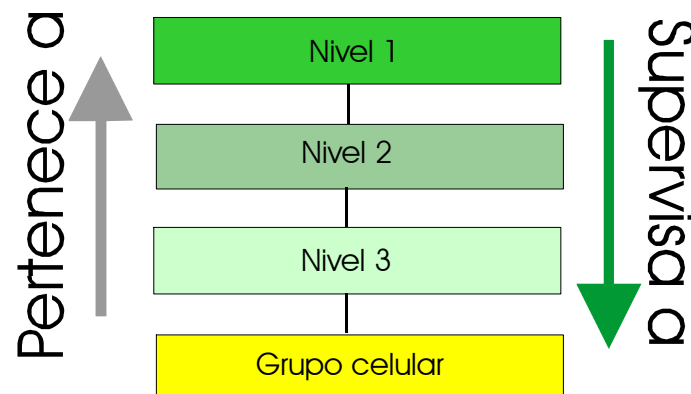 Pertenece a
Nivel 1
Nivel 2
Nivel 3
Grupo celular
Supervisa a